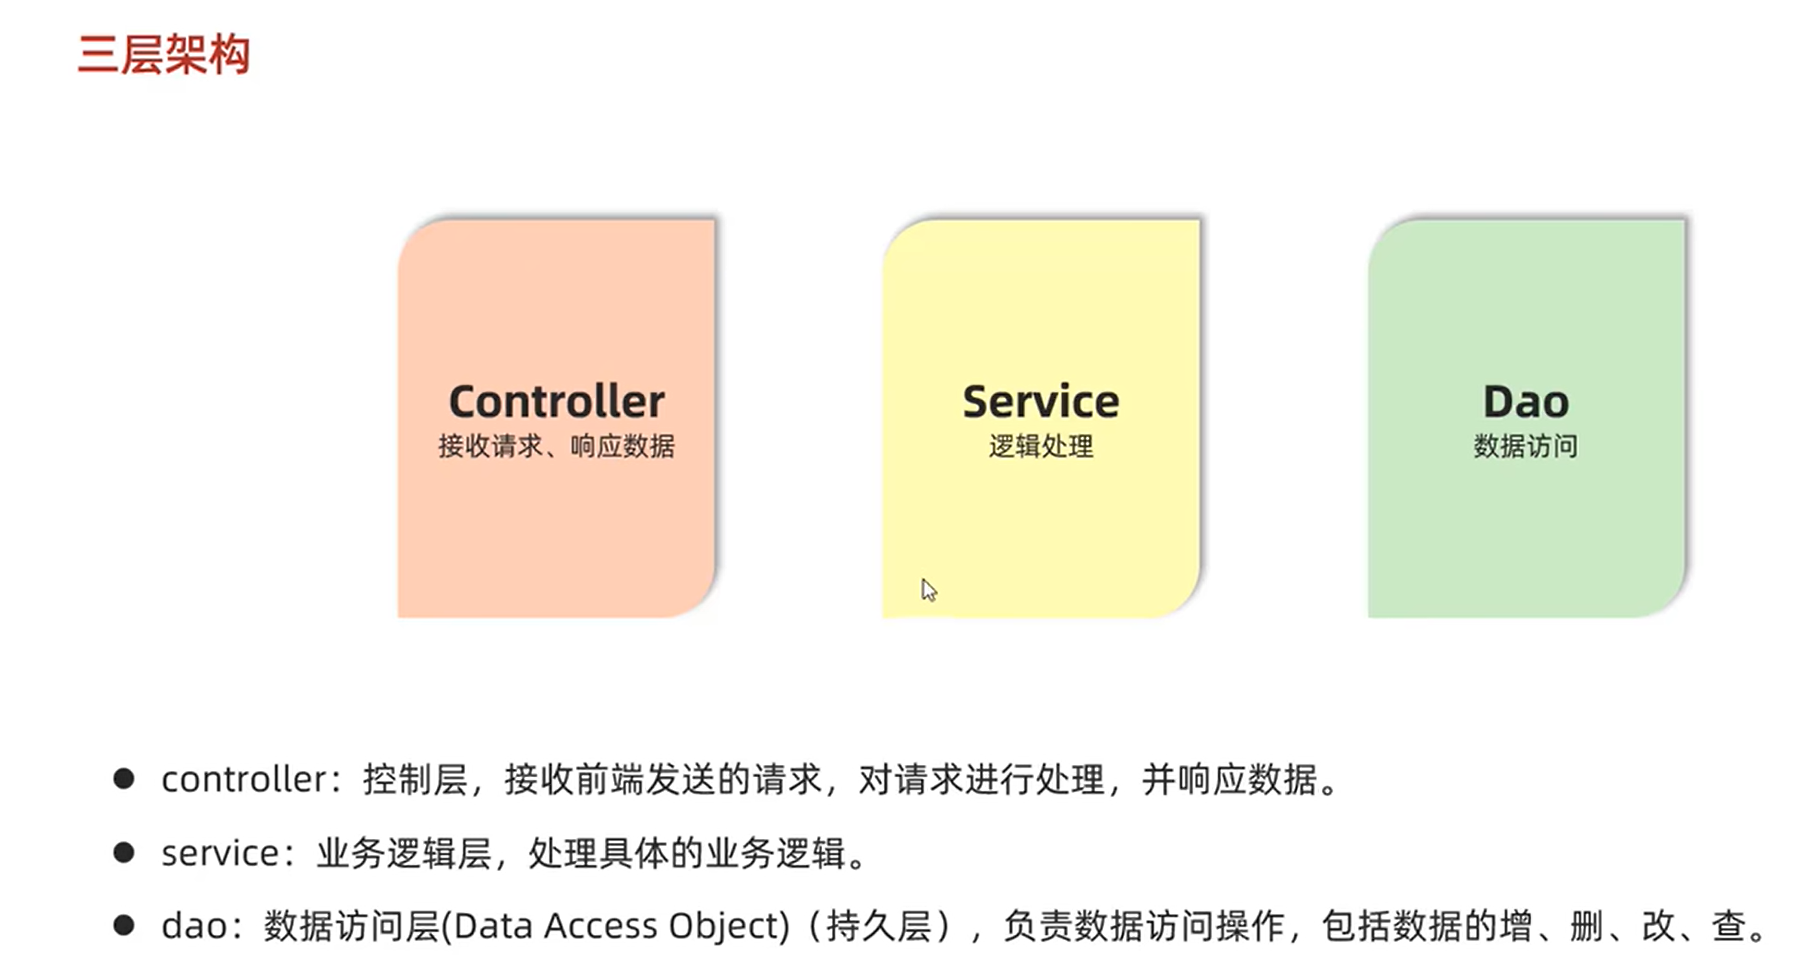 三层架构
Controller
接收请求、响应数据
Service
逻辑处理
Dao
数据访问
● controller：控制层，接收前端发送的请求，对请求进行处理，并响应数据。
● service：业务逻辑层，处理具体的业务逻辑。
● dao：数据访问层(Data Access Object)（持久层），负责数据访问操作，包括数据的增、删、改、查。